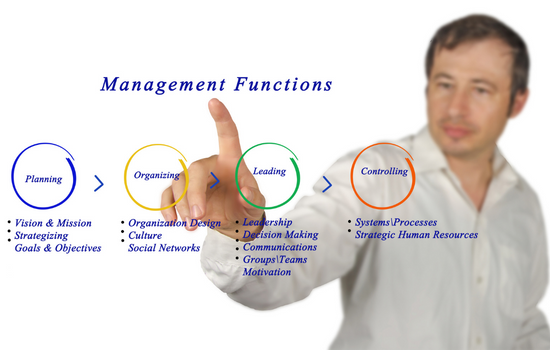 Management Functions
Planning
Organizing
Leading
Controlling
• Vision & Mission
• Strategizing
Goals & Objectives
• Organization Design
• Culture
Social Networks
• Leadership
• Decision Making
• Communications
• Groups\Teams
Motivation
• Systems\Processes
• Strategic Human Resources